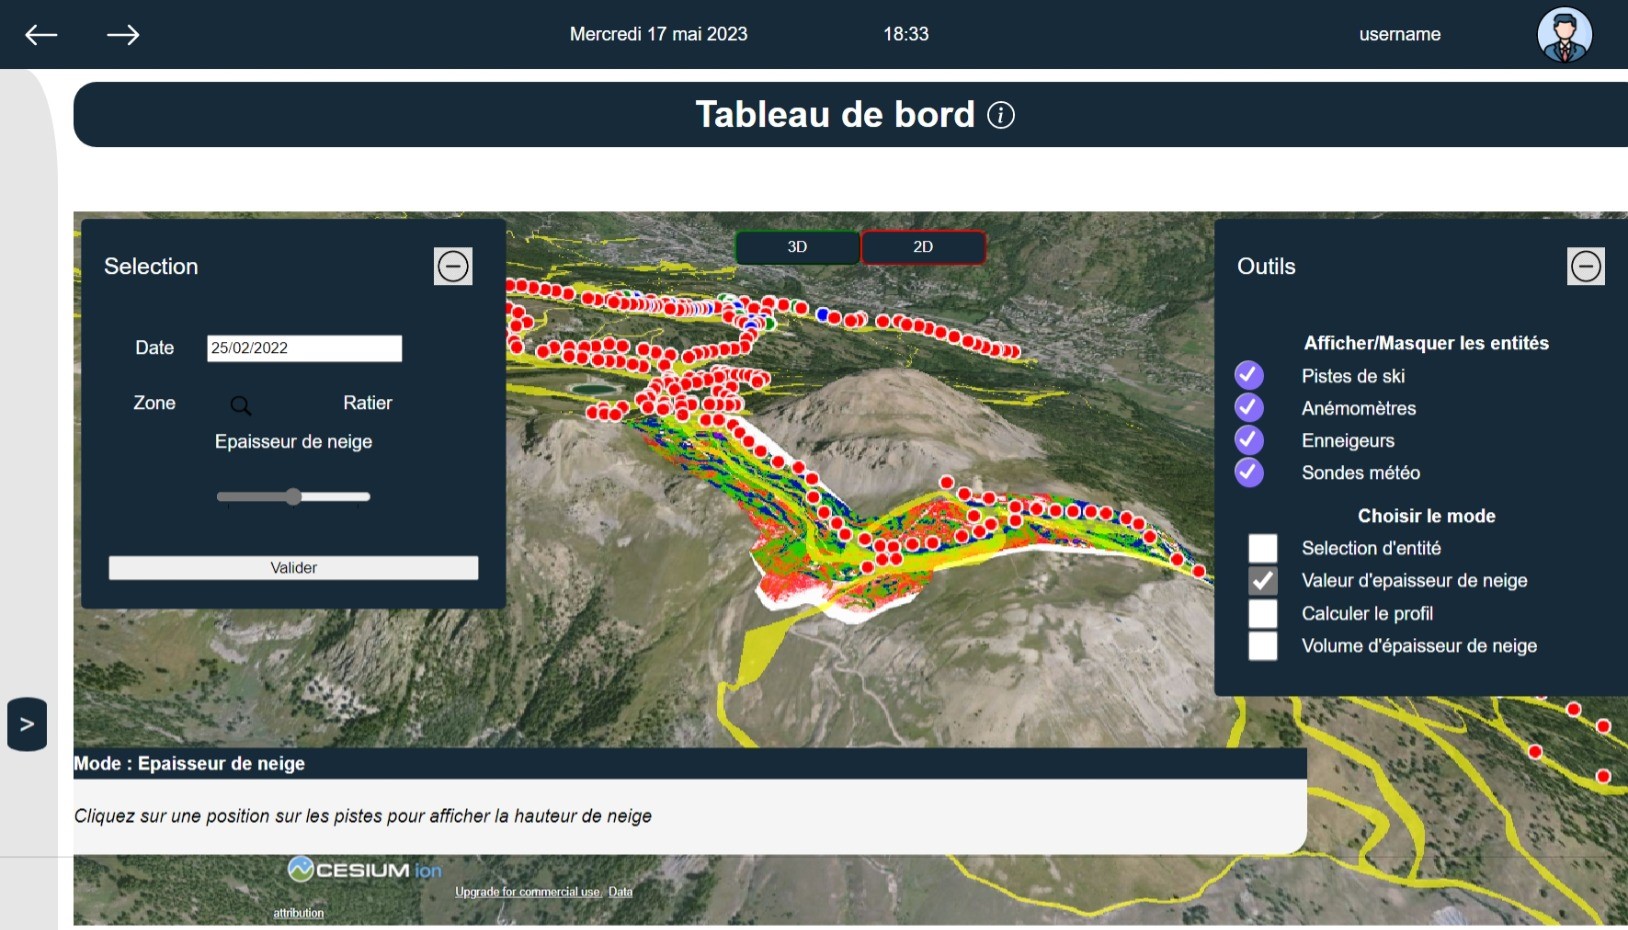 Mercredi 17 mai 2023
18:33
username
Tableau de bord i
3D
2D
Selection
Date
25/02/2022
Zone
Ratier
Epaisseur de neige
Valider
Outils
Afficher/Masquer les entités
Pistes de ski
Anémomètres
Enneigeurs
Sondes météo
Choisir le mode
Selection d'entité
Valeur d'epaisseur de neige
Calculer le profil
Volume d'épaisseur de neige
>
Mode : Epaisseur de neige
Cliquez sur une position sur les pistes pour afficher la hauteur de neige
CESIUM ion
Upgrade for commercial use. Data
attribution